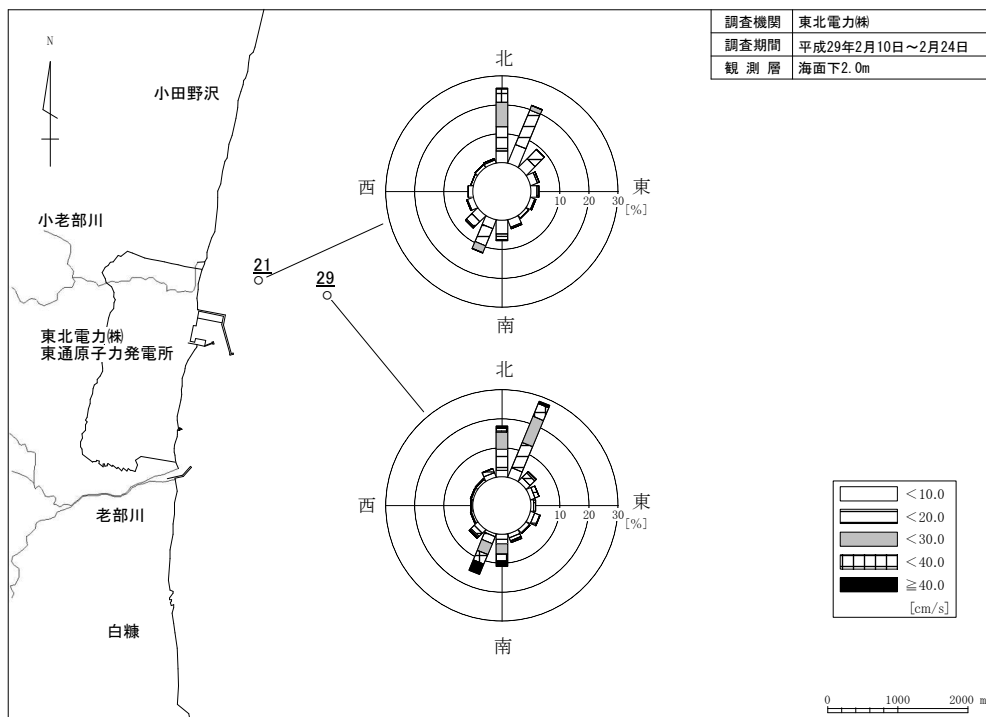 調査機関 東北電力㈱
調査期間 平成29年2月10日～2月24日
観測層 海面下2.0m
N
小田野沢
小老部川
東北電力㈱
東通原子力発電所
老部川
白糠
21
29
北
西
東
南
10 20 30
[%]
北
西
東
南
10 20 30
[%]
＜10.0
＜20.0
＜30.0
＜40.0
≧40.0
[cm/s]
0 1000 2000 m